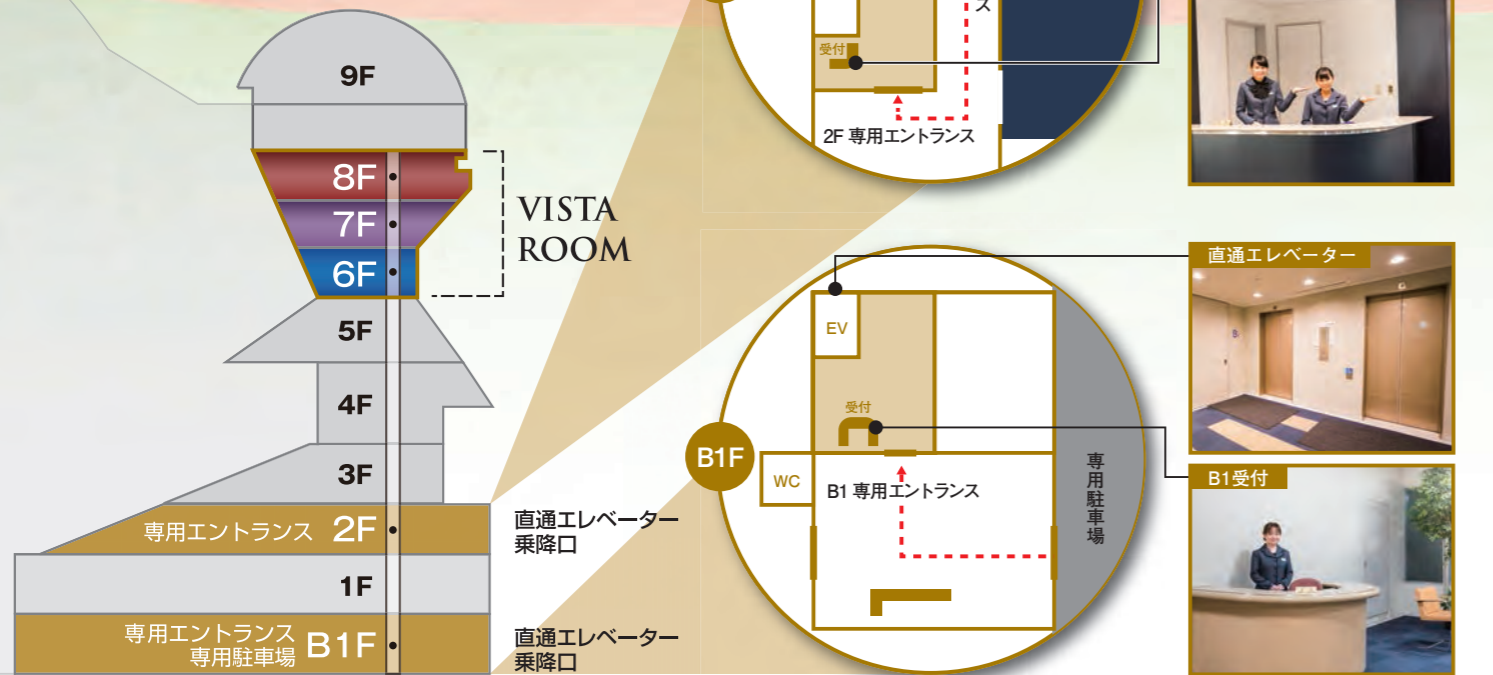 9F
8F
7F
6F
VISTA
ROOM
5F
4F
3F
専用エントランス 2F
直通エレベーター
乗降口
1F
専用エントランス
専用駐車場 B1F
直通エレベーター
乗降口
ス
受付
2F 専用エントランス
B1F
EV
受付
WC
B1 専用エントランス
専用駐車場
直通エレベーター
B1受付